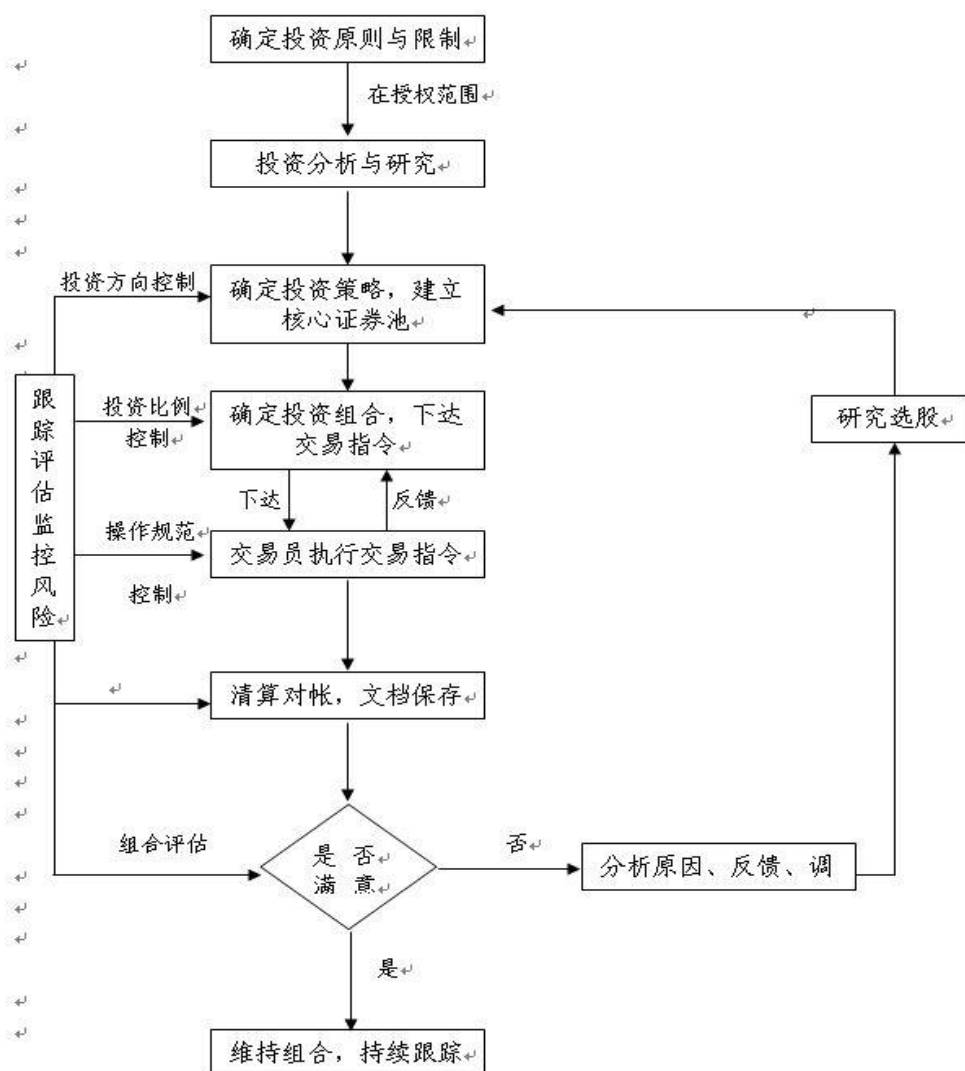 确定投资原则与限制
在授权范围
投资分析与研究
投资方向控制
确定投资策略，建立
核心证券池
跟
踪
评
估
监
控
风
险
投资比例
控制
确定投资组合，下达
交易指令
研究选股
下达
反馈
操作规范
控制
交易员执行交易指令
清算对帐，文档保存
组合评估
是 否
满 意
否
分析原因、反馈、调
是
维持组合，持续跟踪